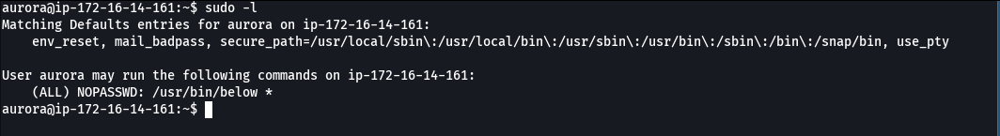 aurora@ip-172-16-14-161:~$ sudo -l
Matching Defaults entries for aurora on ip-172-16-14-161:
    env_reset, mail_badpass, secure_path=/usr/local/sbin\:/usr/local/bin\:/usr/sbin\:/usr/bin\:/sbin\:/bin\:/snap/bin, use_pty

User aurora may run the following commands on ip-172-16-14-161:
    (ALL) NOPASSWD: /usr/bin/below *
aurora@ip-172-16-14-161:~$